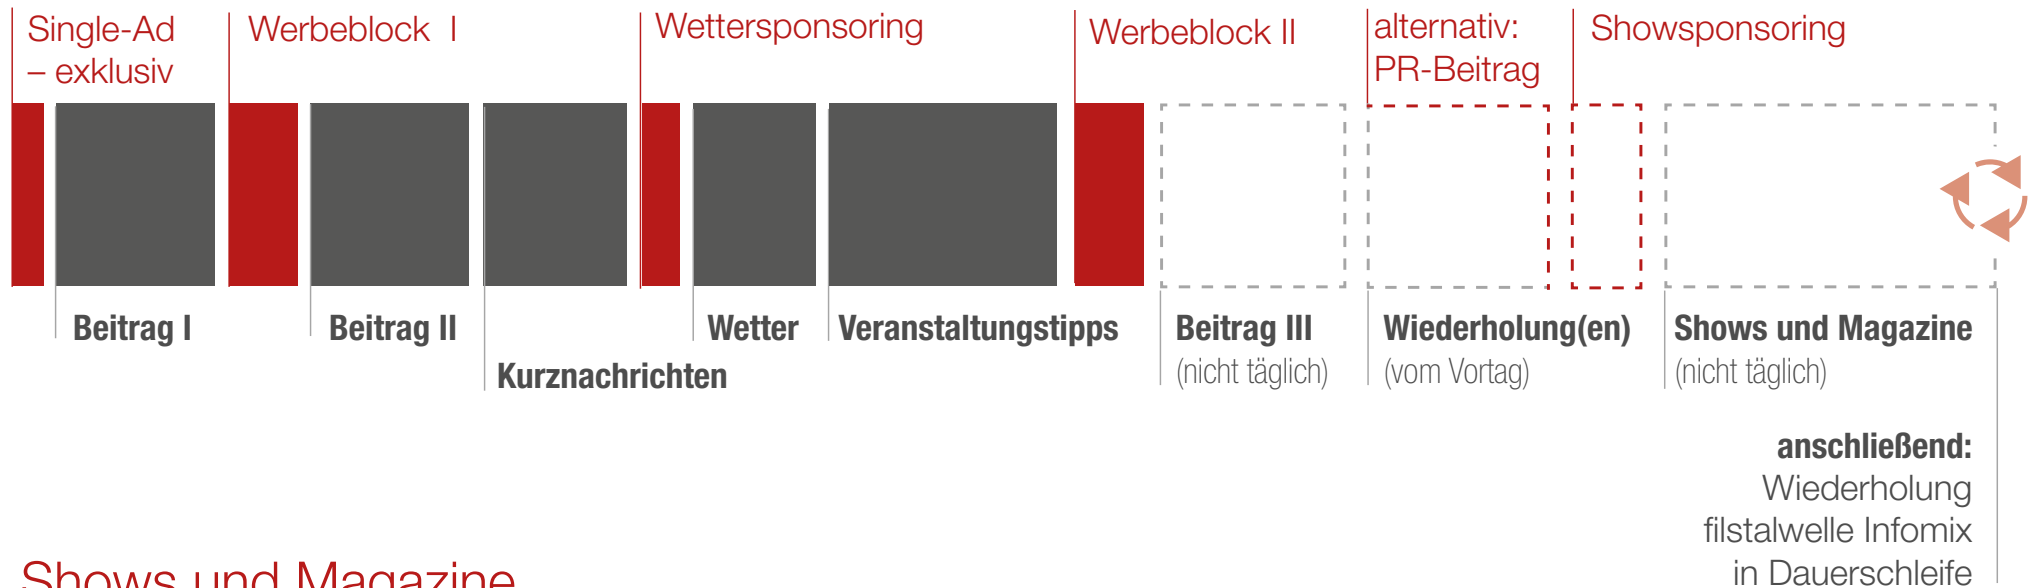 Single-Ad
– exklusiv
Werbeblock I
Wettersponsoring
Werbeblock II
alternativ:
PR-Beitrag
Showsponsoring
Beitrag I
Beitrag II
Kurznachrichten
Wetter
Veranstaltungstipps
Beitrag III
(nicht täglich)
Wiederholung(en)
(vom Vortag)
Shows und Magazine
(nicht täglich)
anschließend:
Wiederholung
filstalwelle Infomix
in Dauerschleife
Shows und Magazine